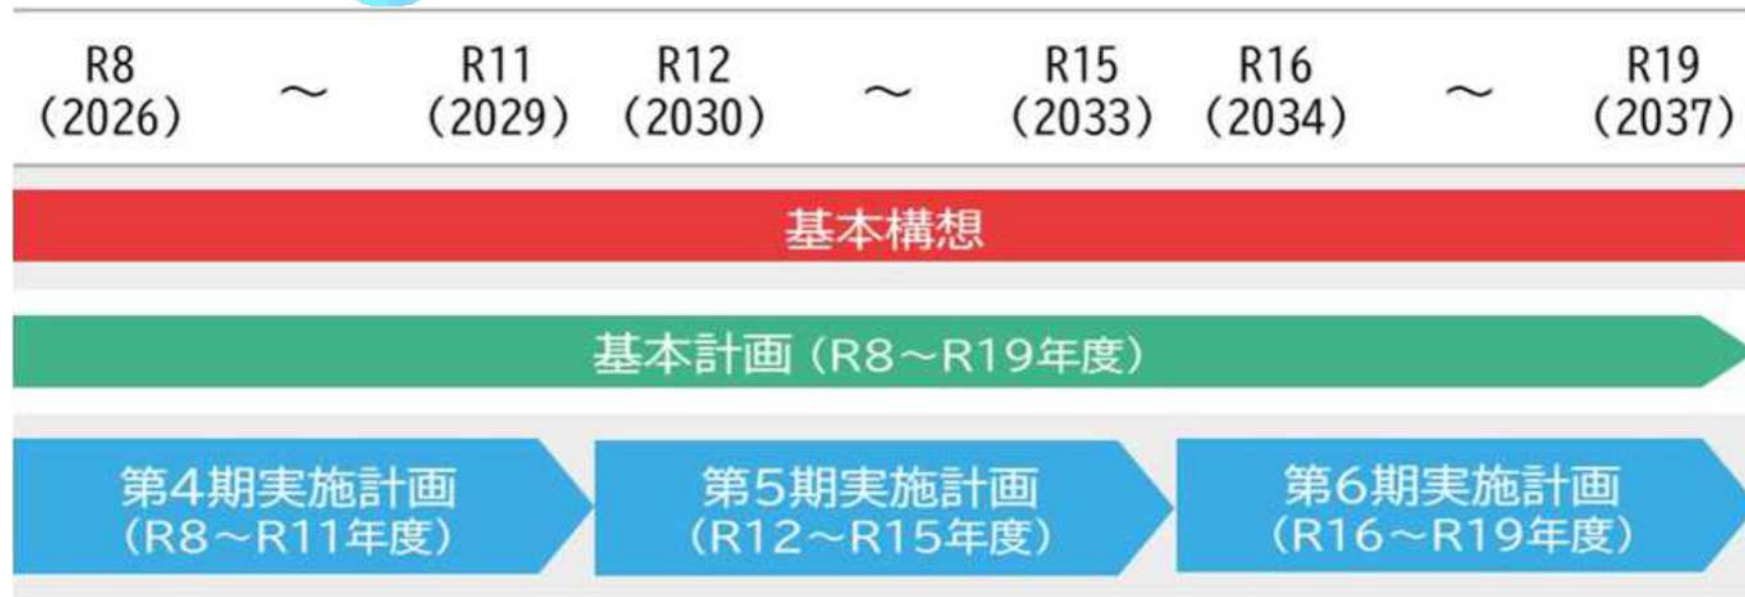 R8 ～ R11 R12 ～ R15 R16 ～ R19
(2026) (2029) (2030) (2033) (2034) (2037)
基本構想
基本計画（R8～R19年度）
第4期実施計画 第5期実施計画 第6期実施計画
（R8～R11年度） （R12～R15年度） （R16～R19年度）